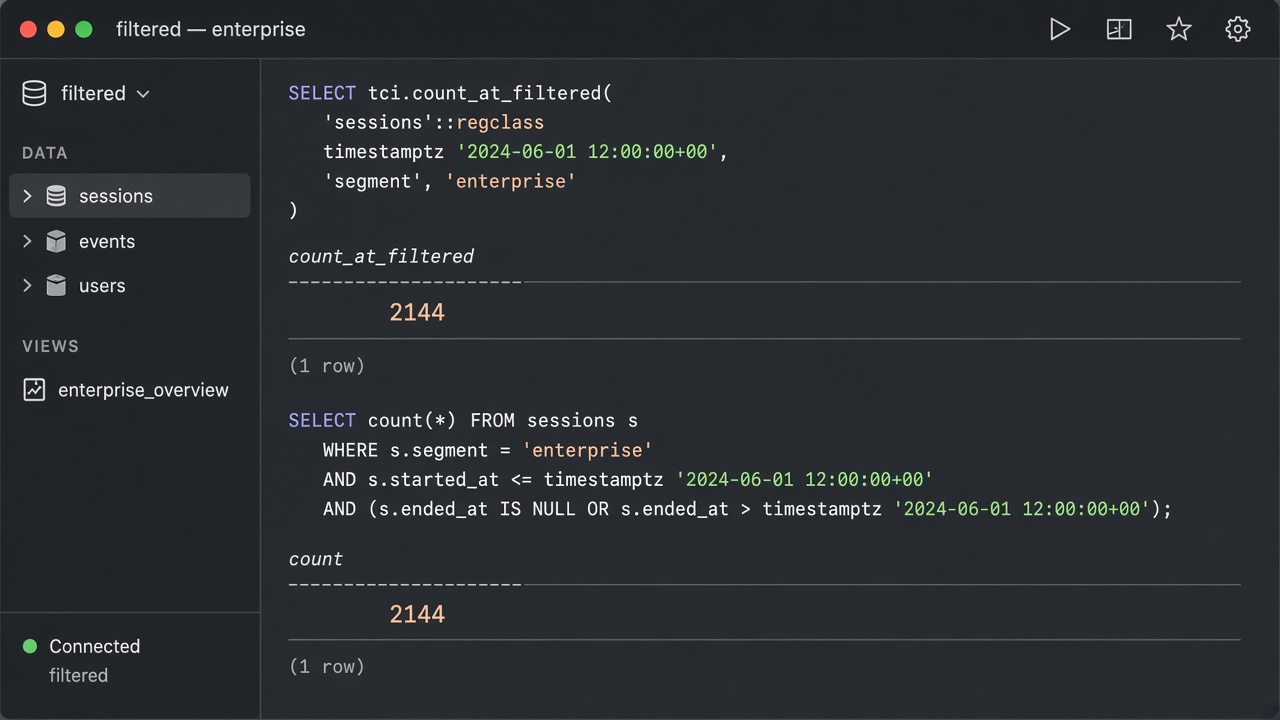 filtered — enterprise
filtered
DATA
sessions
events
users
VIEWS
enterprise_overview
Connected
filtered
SELECT tci.count_at_filtered(
'sessions'::regclass
timestamptz '2024-06-01 12:00:00+00',
'segment', 'enterprise'
)
count_at_filtered
---------------------
2144
(1 row)
SELECT count(*) FROM sessions s
WHERE s.segment = 'enterprise'
AND s.started_at <= timestamptz '2024-06-01 12:00:00+00'
AND (s.ended_at IS NULL OR s.ended_at > timestamptz '2024-06-01 12:00:00+00');
count
---------------------
2144
(1 row)